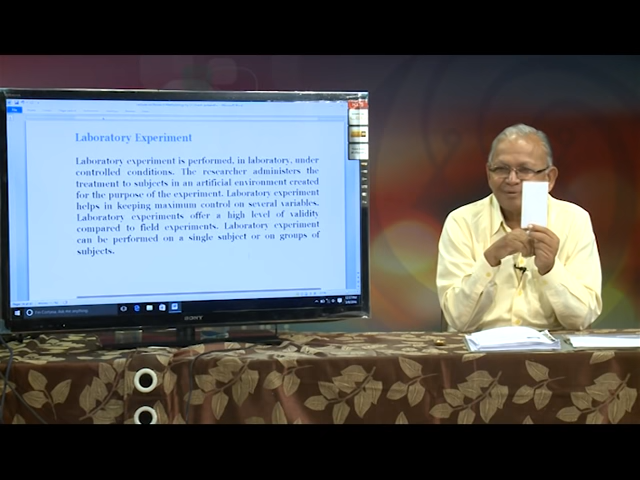 Laboratory Experiment
Laboratory experiment is performed, in laboratory, under
controlled conditions. The researcher administers the
treatment to subjects in an artificial environment created
for the purpose of the experiment. Laboratory experiment
helps in keeping maximum control on several variables.
Laboratory experiments offer a high level of validity
compared to field experiments. Laboratory experiment
can be performed on a single subject or on groups of
subjects.
SONY